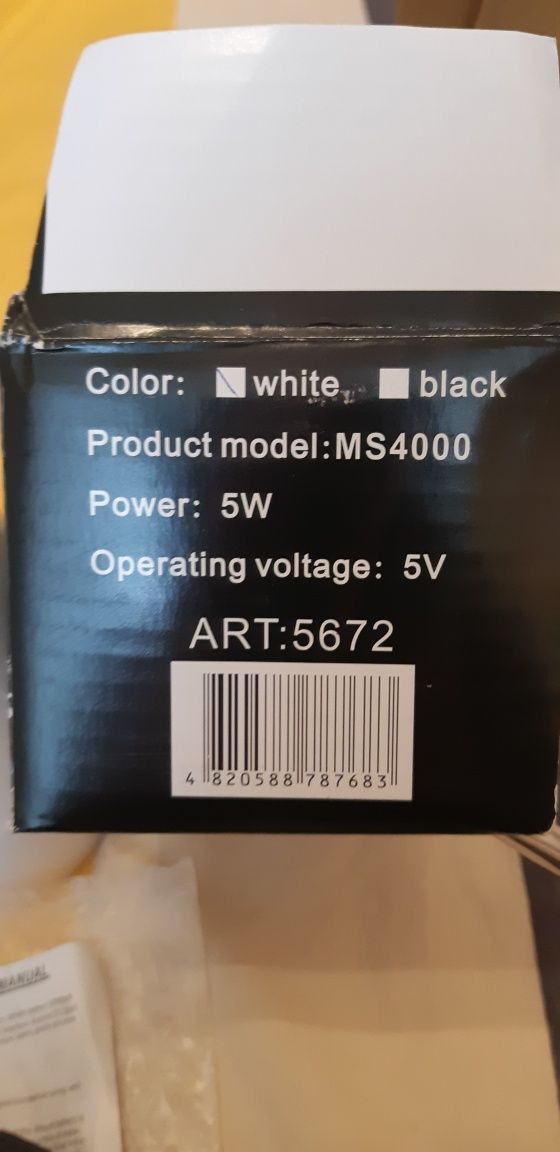 Color: white black
Product model:MS4000
Power: 5W
Operating voltage: 5V
ART:5672
4 820588 787683
MANUAL